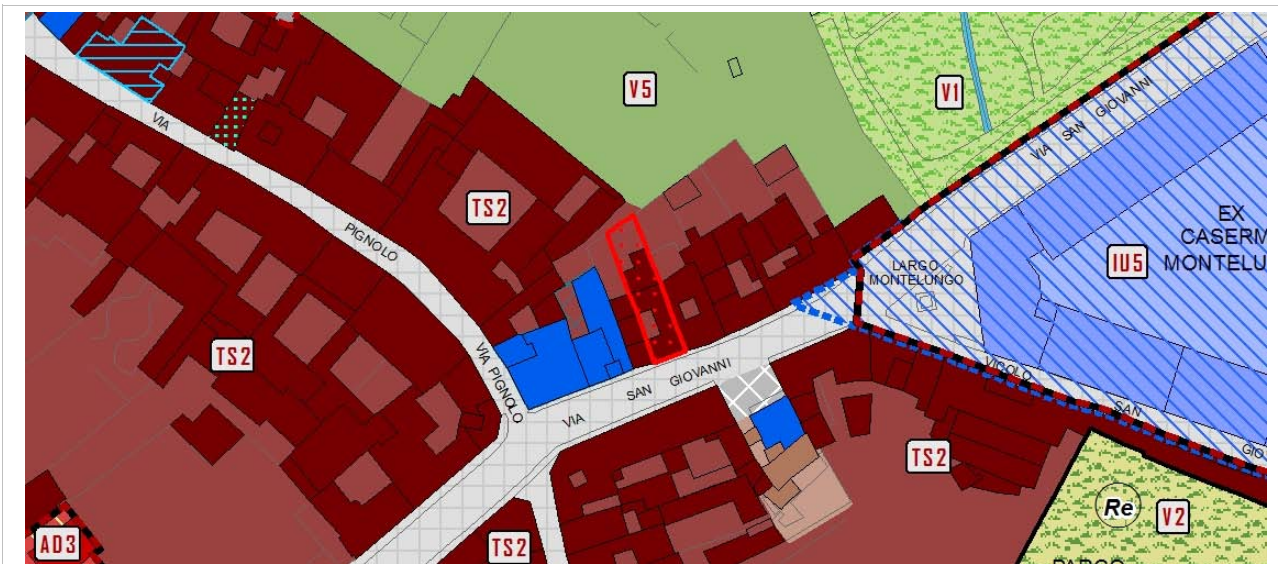 V5
V1
VIA SAN GIOVANNI
VIA
TS2
PIGNOLO
EX
CASERM
IU5
MONTELU
LARGO
MONTELUNGO
TS2
VIA PIGNOLO
VICOLO
SAN
GIO
VIA SAN GIOVANNI
TS2
Re
V2
AD3
TS2
PARCO